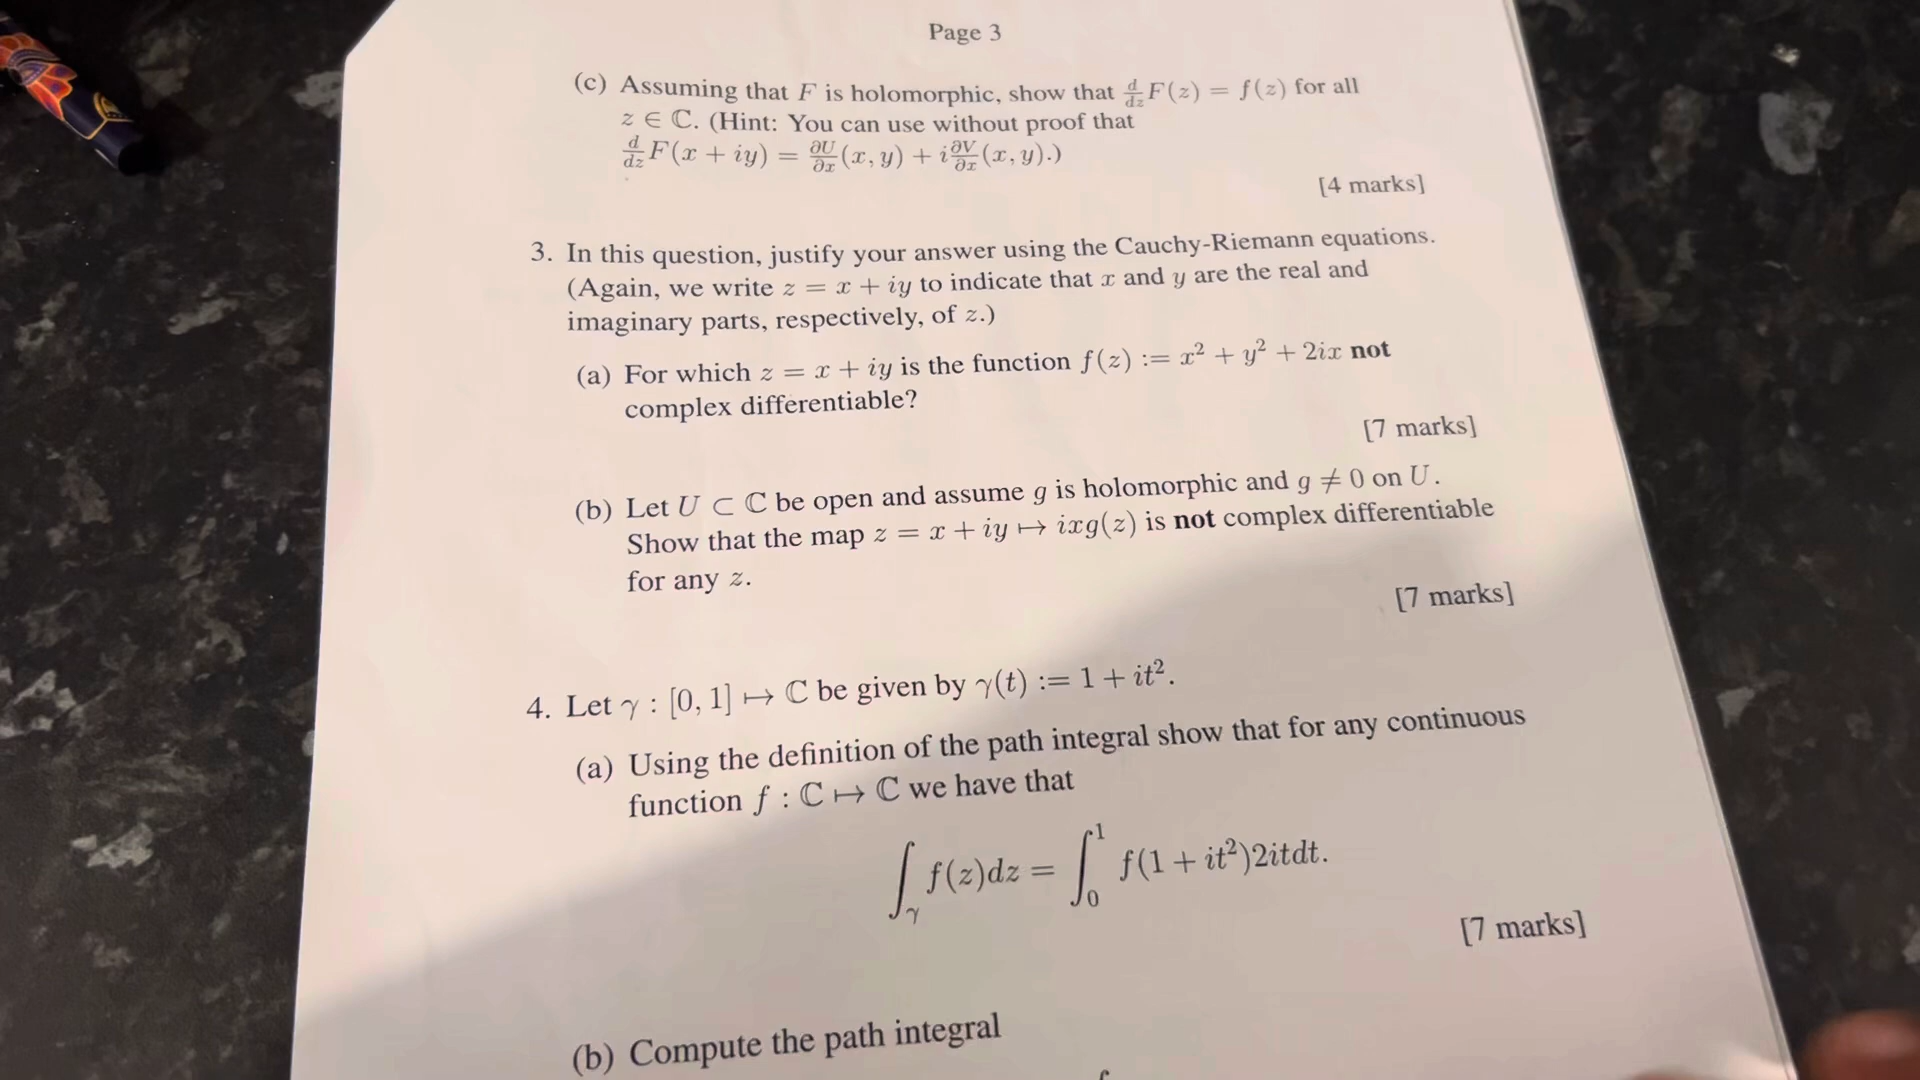 Page 3
(c) Assuming that F is holomorphic, show that d/dz F(z) = f(z) for all
z ∈ ℂ. (Hint: You can use without proof that
d/dz F(x + iy) = ∂U/∂x (x, y) + i ∂V/∂x (x, y).)
[4 marks]
3. In this question, justify your answer using the Cauchy-Riemann equations.
(Again, we write z = x + iy to indicate that x and y are the real and
imaginary parts, respectively, of z.)
(a) For which z = x + iy is the function f(z) := x² + y² + 2ix not
complex differentiable?
[7 marks]
(b) Let U ⊂ ℂ be open and assume g is holomorphic and g ≠ 0 on U.
Show that the map z = x + iy ↦ ixg(z) is not complex differentiable
for any z.
[7 marks]
4. Let γ : [0, 1] ↦ ℂ be given by γ(t) := 1 + it².
(a) Using the definition of the path integral show that for any continuous
function f : ℂ ↦ ℂ we have that
∫_γ f(z)dz = ∫₀¹ f(1 + it²)2itdt.
[7 marks]
(b) Compute the path integral